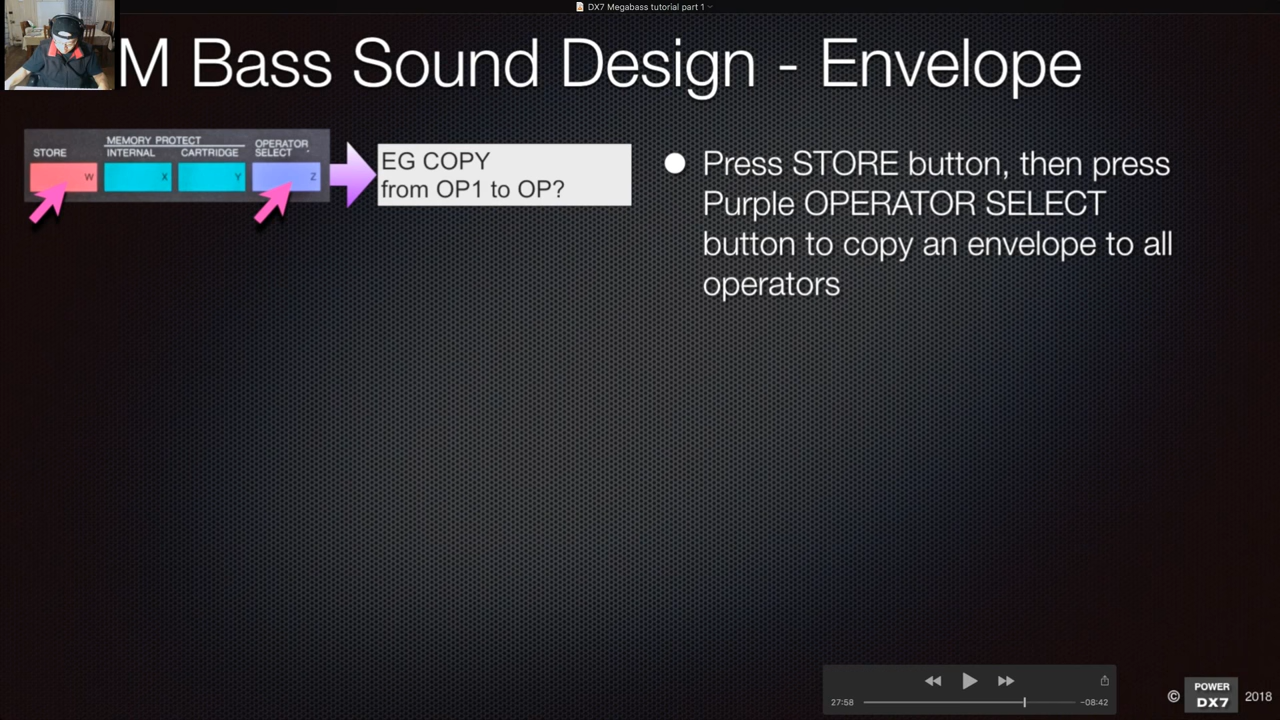 DX7 Megabass tutorial part 1
M Bass Sound Design - Envelope
STORE
MEMORY PROTECT
INTERNAL
CARTRIDGE
OPERATOR
SELECT
W
X
Y
Z
EG COPY
from OP1 to OP?
Press STORE button, then press
Purple OPERATOR SELECT
button to copy an envelope to all
operators
27:58
-08:42
© POWER
DX7
2018